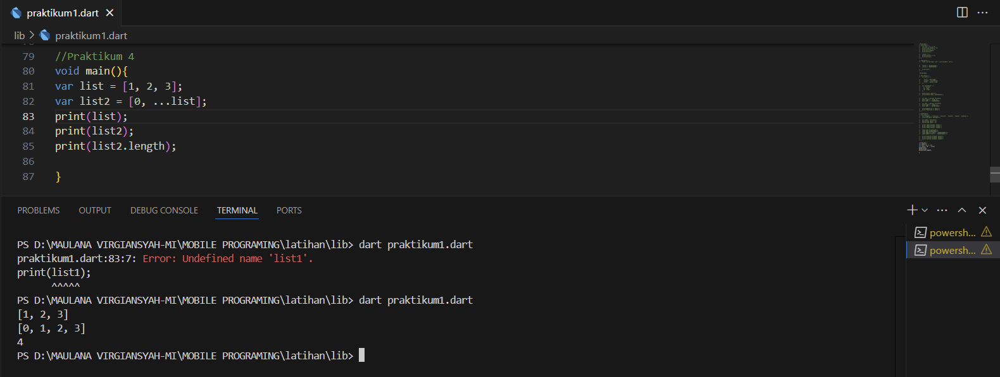 praktikum1.dart
lib > praktikum1.dart
79 //Praktikum 4
80 void main(){
81 var list = [1, 2, 3];
82 var list2 = [0, ...list];
83 print(list);
84 print(list2);
85 print(list2.length);
86
87 }
PROBLEMS OUTPUT DEBUG CONSOLE TERMINAL PORTS
powersh...
powersh...
PS D:\MAULANA VIRGIANSYAH-MI\MOBILE PROGRAMING\latihan\lib> dart praktikum1.dart
praktikum1.dart:83:7: Error: Undefined name 'list1'.
print(list1);
^^^^^
PS D:\MAULANA VIRGIANSYAH-MI\MOBILE PROGRAMING\latihan\lib> dart praktikum1.dart
[1, 2, 3]
[0, 1, 2, 3]
4
PS D:\MAULANA VIRGIANSYAH-MI\MOBILE PROGRAMING\latihan\lib>